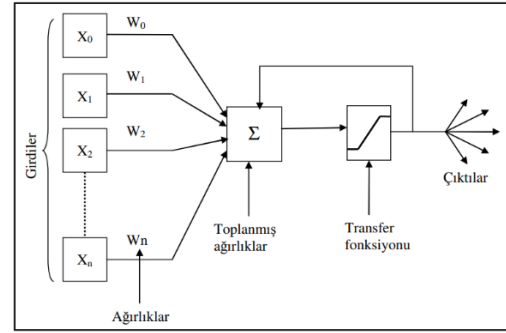 Girdiler
X0
W0
X1
W1
X2
W2
Xn
Wn
Σ
Toplanmış
ağırlıklar
Transfer
fonksiyonu
Çıktılar
Ağırlıklar